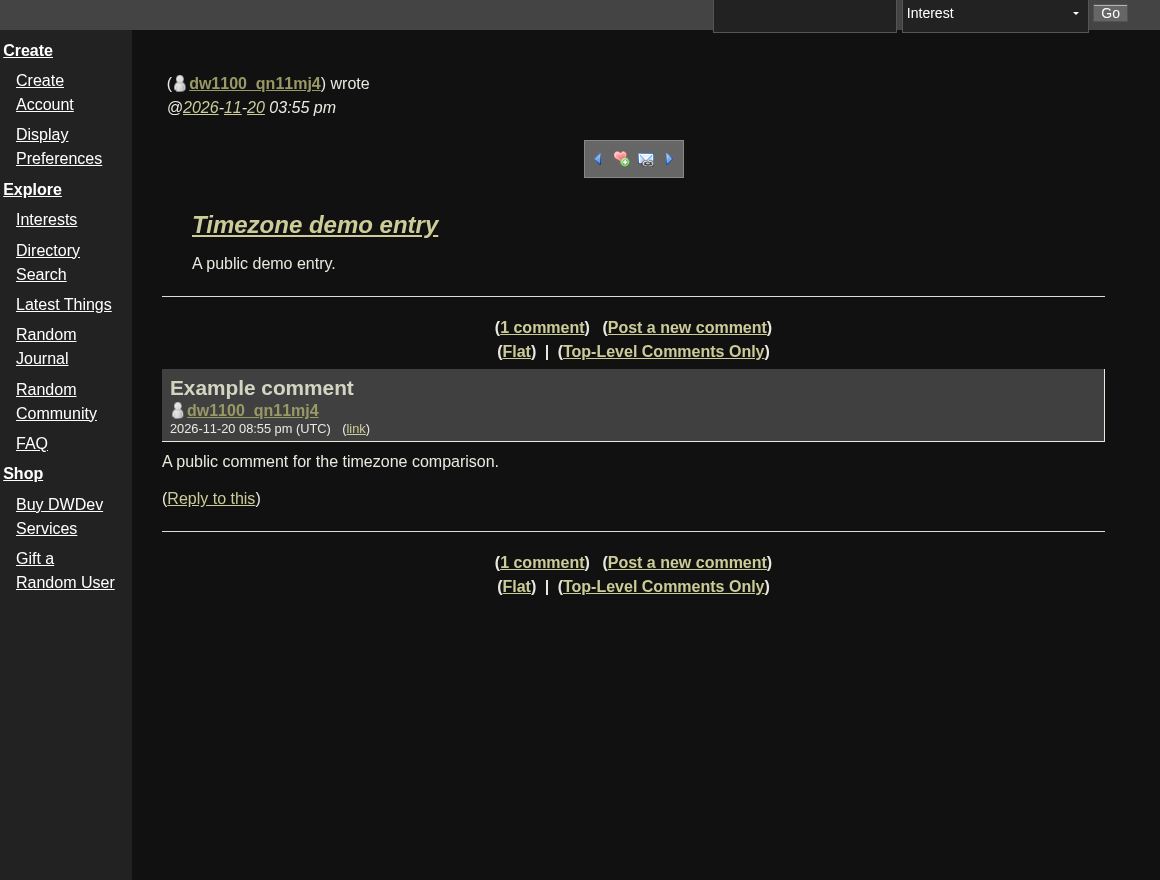 Interest
Go
Create
Create
Account
Display
Preferences
Explore
Interests
Directory
Search
Latest Things
Random
Journal
Random
Community
FAQ
Shop
Buy DWDev
Services
Gift a
Random User
(dw1100_qn11mj4) wrote
@2026-11-20 03:55 pm
Timezone demo entry
A public demo entry.
(1 comment) (Post a new comment)
(Flat) | (Top-Level Comments Only)
Example comment
dw1100_qn11mj4
2026-11-20 08:55 pm (UTC) (link)
A public comment for the timezone comparison.
(Reply to this)
(1 comment) (Post a new comment)
(Flat) | (Top-Level Comments Only)